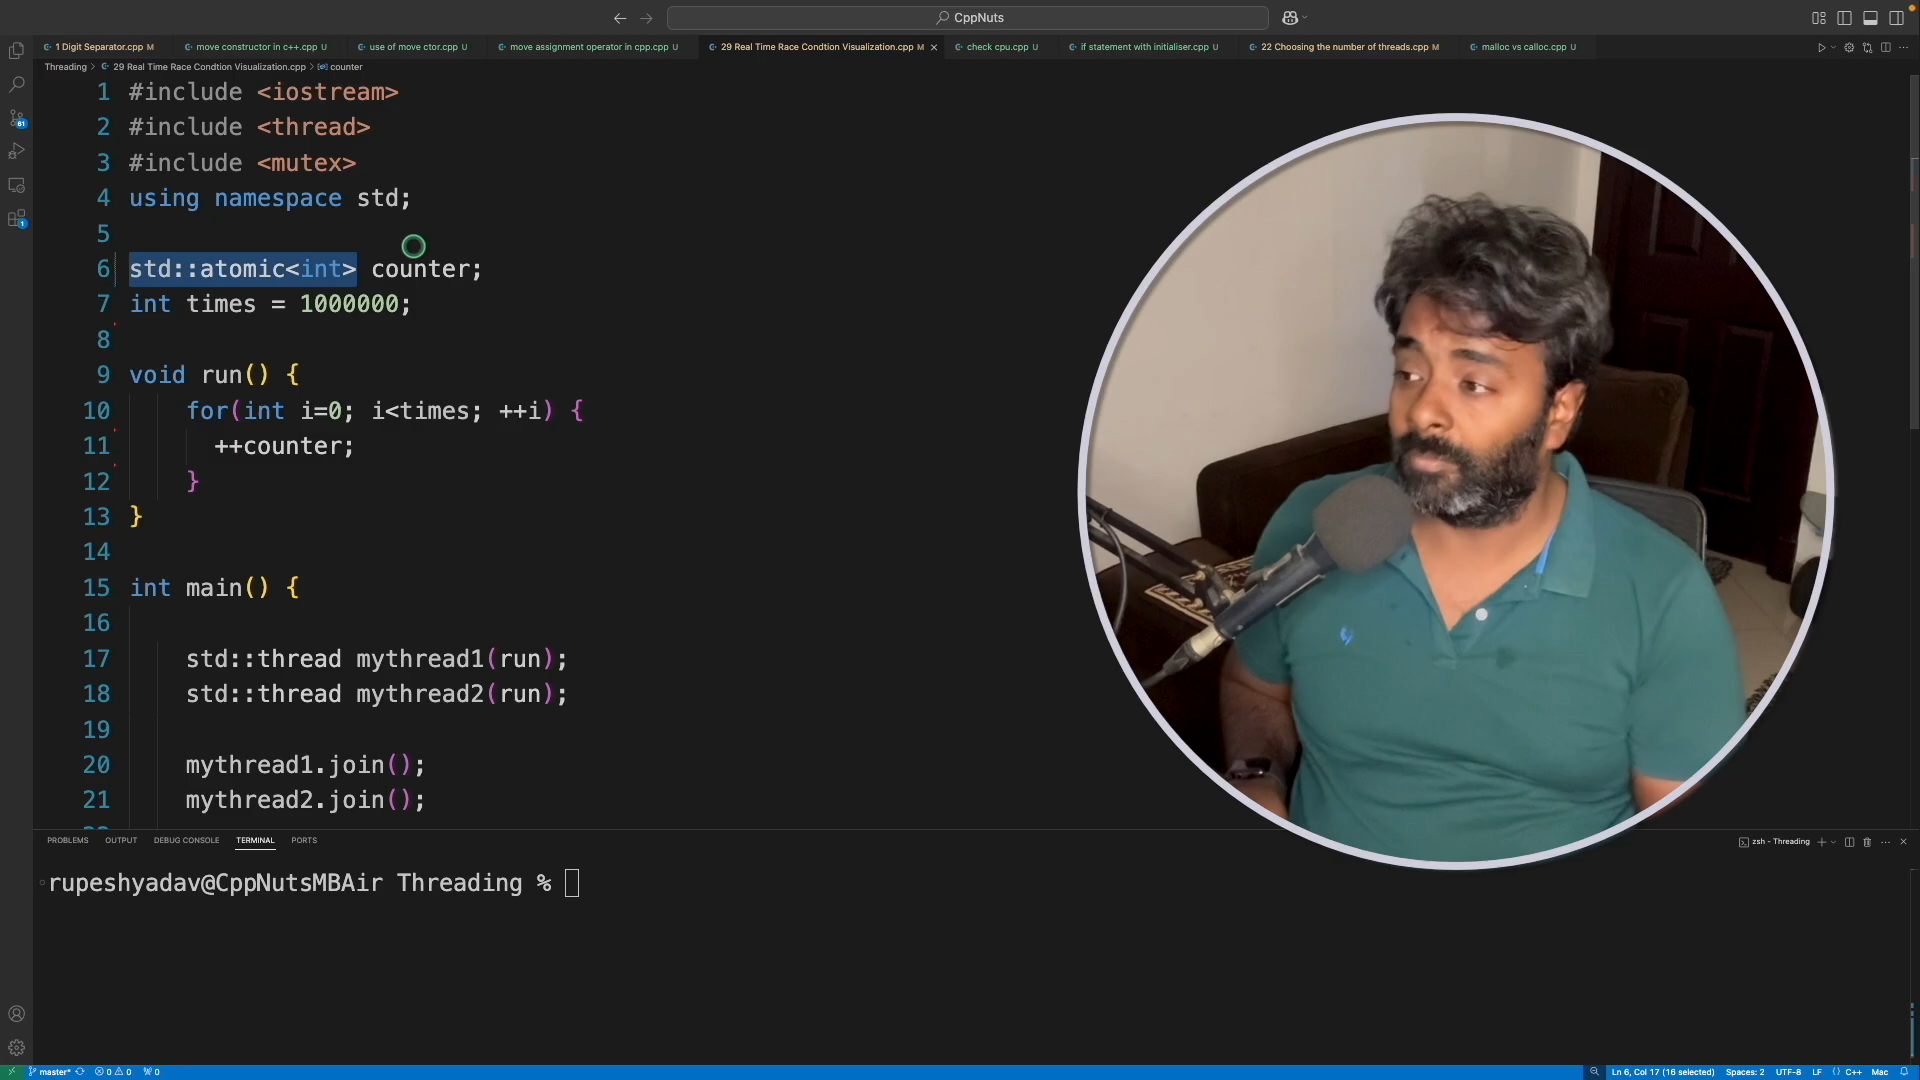 CppNuts
1 Digit Separator.cpp M
move constructor in c++.cpp U
use of move ctor.cpp U
move assignment operator in cpp.cpp U
29 Real Time Race Condtion Visualization.cpp M
check cpu.cpp U
if statement with initialiser.cpp U
22 Choosing the number of threads.cpp M
malloc vs calloc.cpp U
Threading > 29 Real Time Race Condtion Visualization.cpp > counter
1 #include <iostream>
2 #include <thread>
3 #include <mutex>
4 using namespace std;
5
6 std::atomic<int> counter;
7 int times = 1000000;
8
9 void run() {
10 for(int i=0; i<times; ++i) {
11 ++counter;
12 }
13 }
14
15 int main() {
16
17 std::thread mythread1(run);
18 std::thread mythread2(run);
19
20 mythread1.join();
21 mythread2.join();
61
1
PROBLEMS OUTPUT DEBUG CONSOLE TERMINAL PORTS
zsh - Threading
rupeshyadav@CppNutsMBAir Threading %
master* 0 0 0
Ln 6, Col 17 (16 selected) Spaces: 2 UTF-8 LF {} C++ Mac